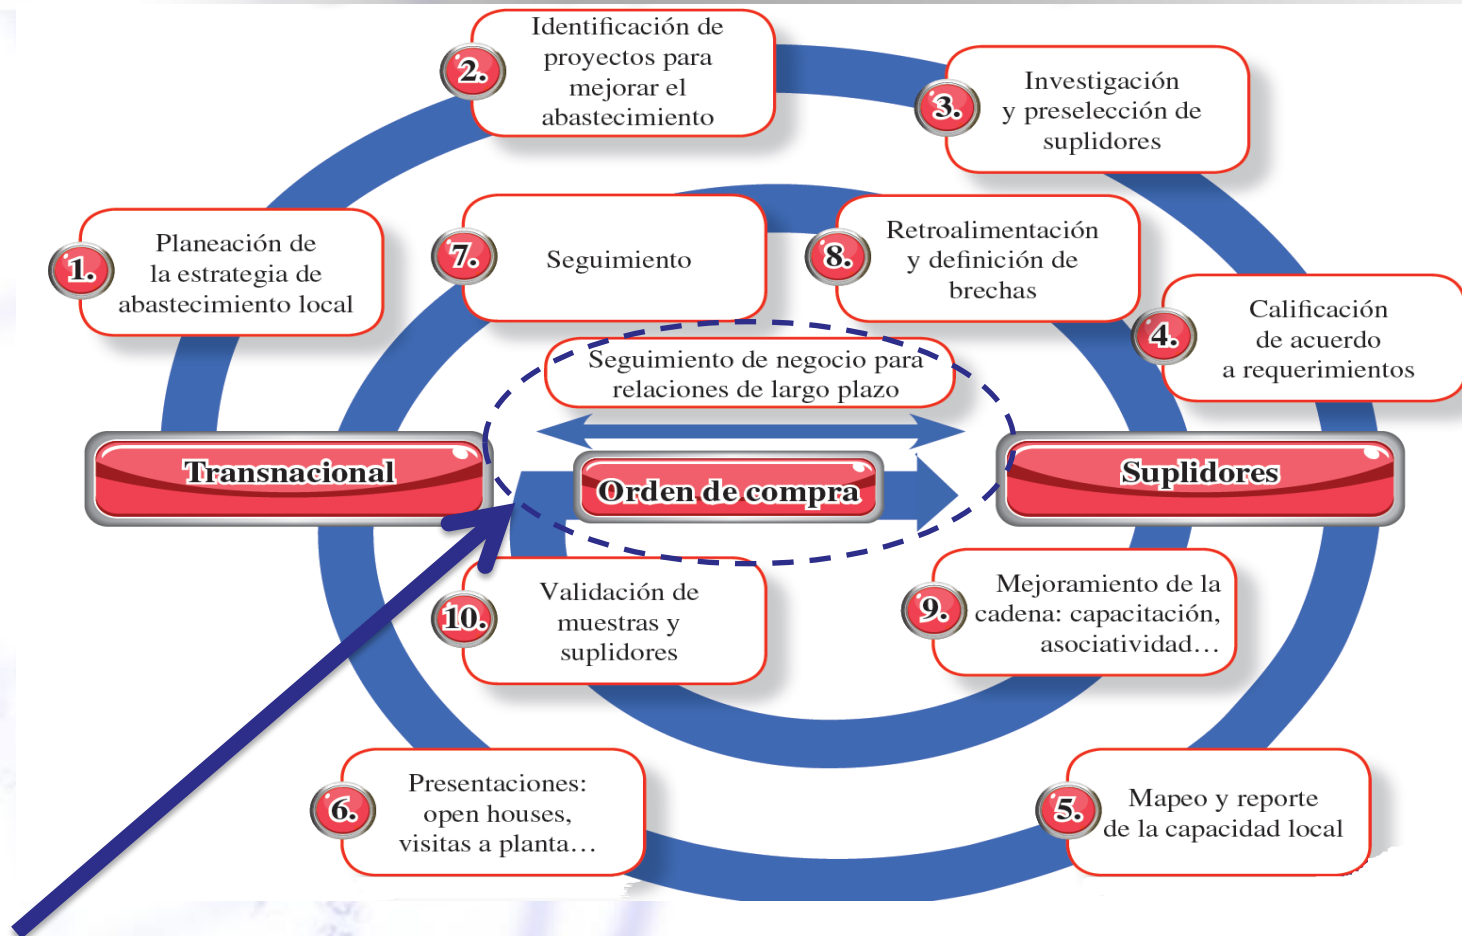 1.
Planeación de
la estrategia de
abastecimiento local
2.
Identificación de
proyectos para
mejorar el
abastecimiento
3.
Investigación
y preselección de
suplidores
4.
Calificación
de acuerdo
a requerimientos
7.
Seguimiento
8.
Retroalimentación
y definición de
brechas
Seguimiento de negocio para
relaciones de largo plazo
Transnacional
Orden de compra
Suplidores
10.
Validación de
muestras y
suplidores
9.
Mejoramiento de la
cadena: capacitación,
asociatividad...
6.
Presentaciones:
open houses,
visitas a planta...
5.
Mapeo y reporte
de la capacidad local